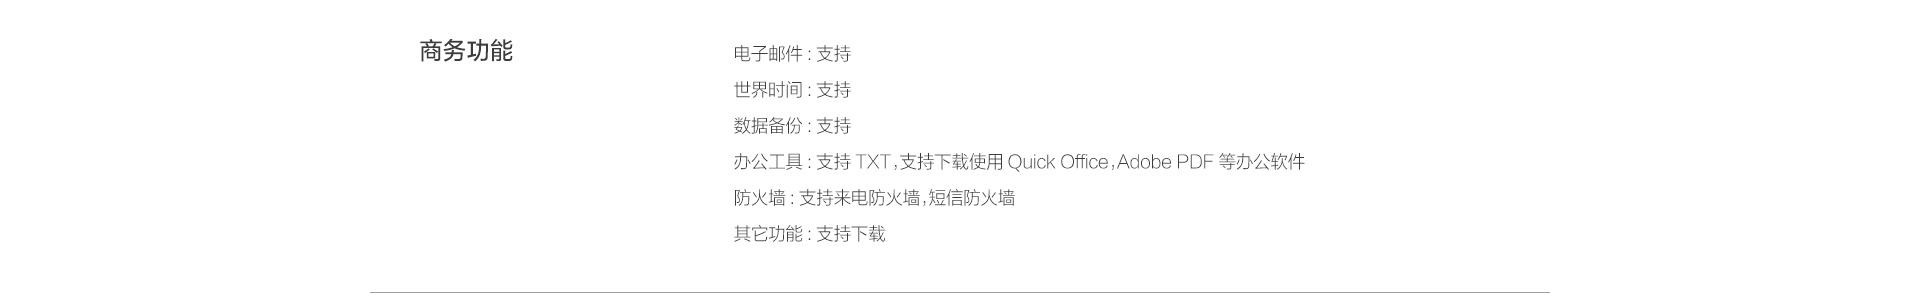 商务功能
电子邮件 : 支持
世界时间 : 支持
数据备份 : 支持
办公工具 : 支持 TXT,支持下载使用 Quick Office,Adobe PDF 等办公软件
防火墙 : 支持来电防火墙,短信防火墙
其它功能 : 支持下载